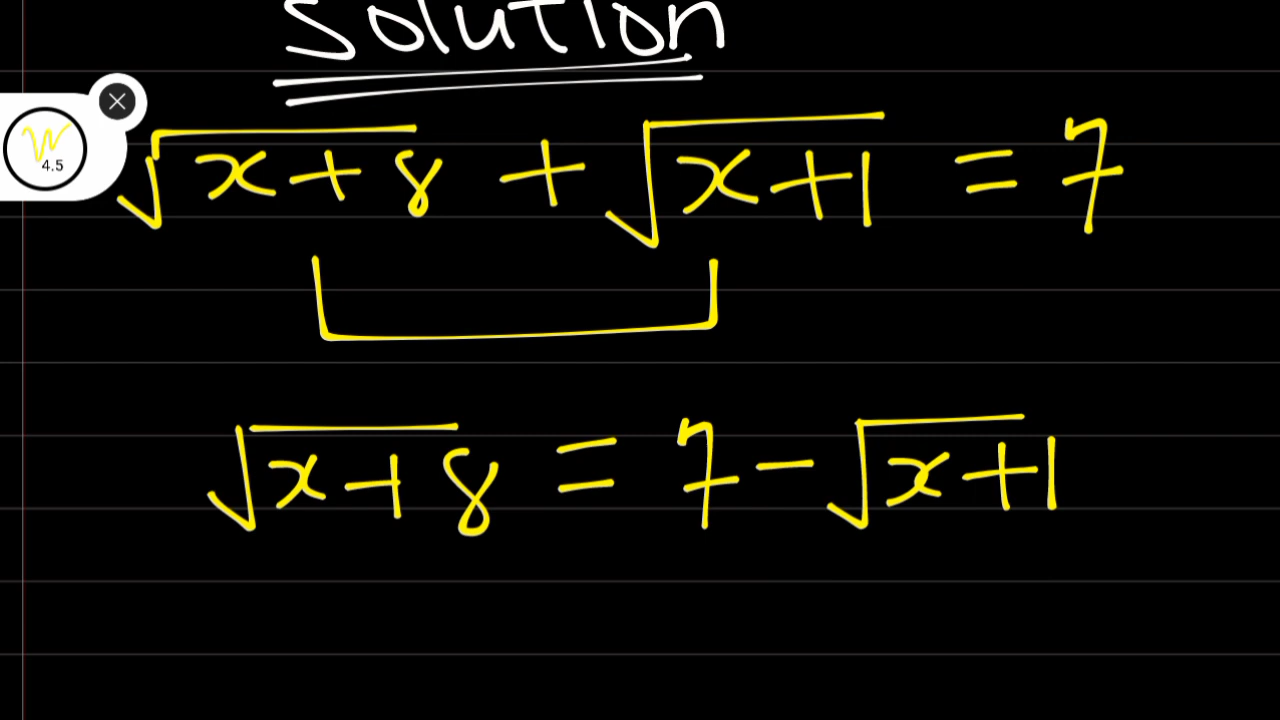 Solution
W
4.5
√(x+8) + √(x+1) = 7
√(x+8) = 7 - √(x+1)